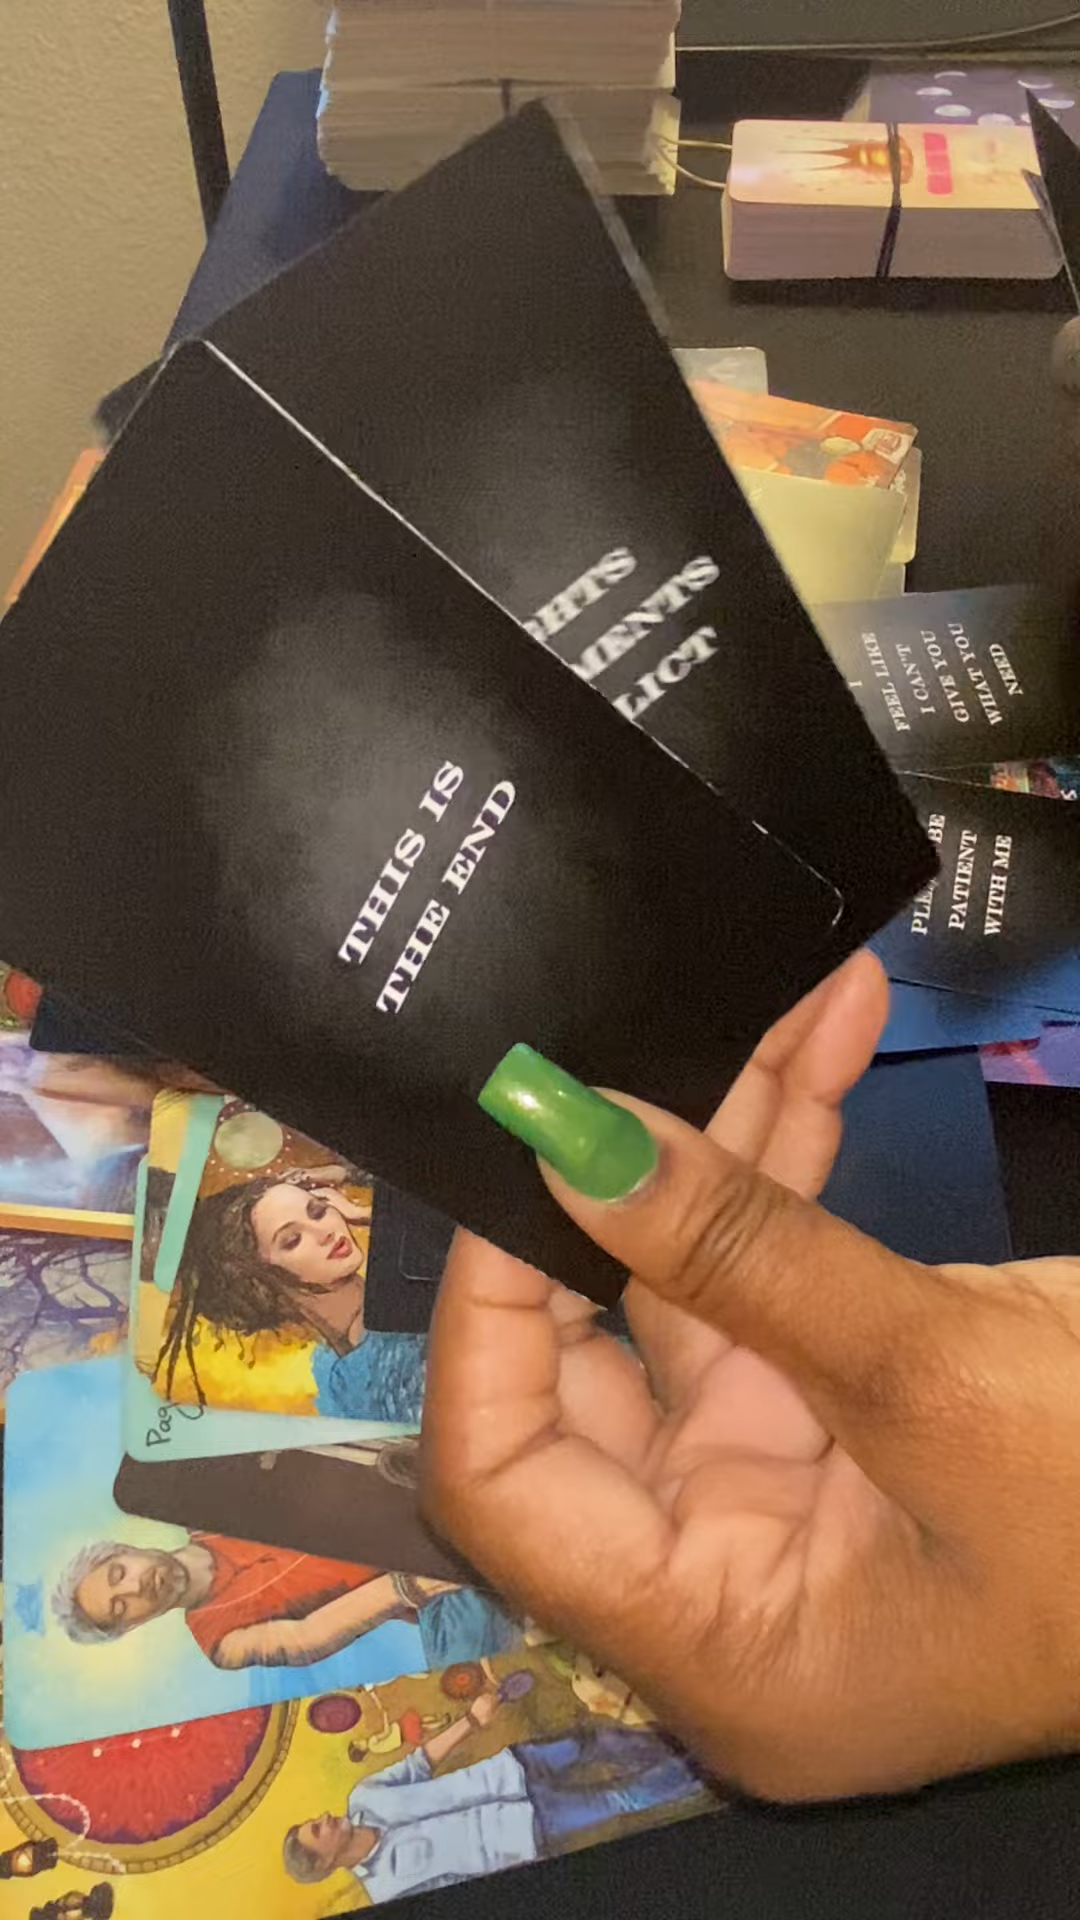 THIS IS
THE END
I
FEEL LIKE
I CAN'T
GIVE YOU
WHAT YOU
NEED
BE
PATIENT
WITH ME